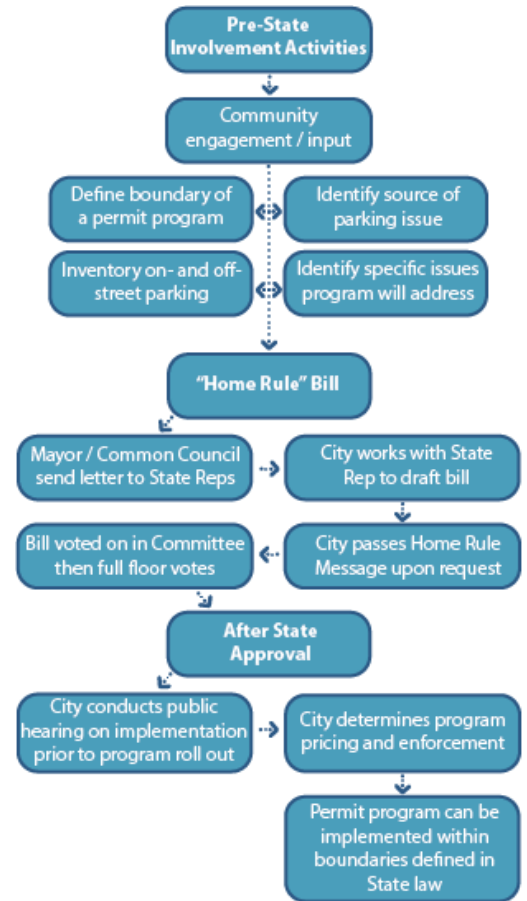 Pre-State
Involvement Activities
Community
engagement / input
Define boundary of
a permit program
Identify source of
parking issue
Inventory on- and off-
street parking
Identify specific issues
program will address
“Home Rule” Bill
Mayor / Common Council
send letter to State Reps
City works with State
Rep to draft bill
City passes Home Rule
Message upon request
Bill voted on in Committee
then full floor votes
After State
Approval
City conducts public
hearing on implementation
prior to program roll out
City determines program
pricing and enforcement
Permit program can be
implemented within
boundaries defined in
State law